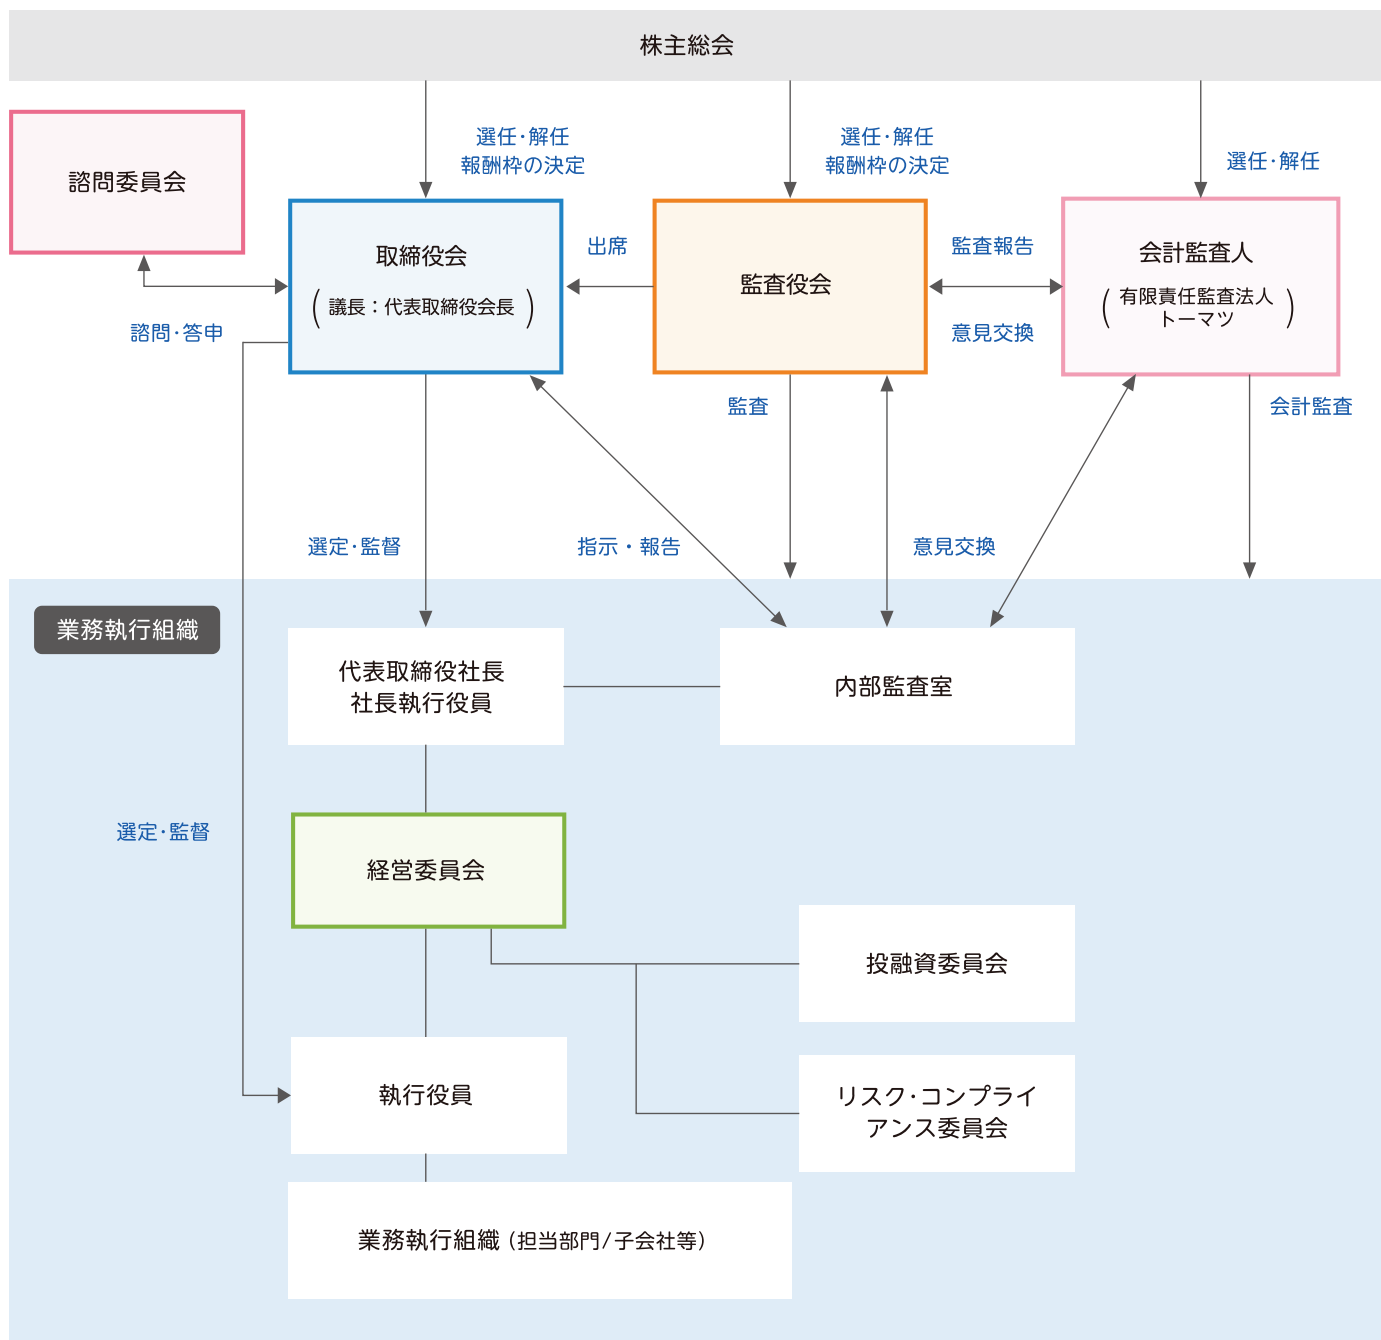 株主総会
選任･解任
報酬枠の決定
選任･解任
報酬枠の決定
選任･解任
諮問委員会
取締役会
(議長：代表取締役会長)
出席
監査役会
監査報告
意見交換
会計監査人
(有限責任監査法人
トーマツ)
諮問･答申
監査
会計監査
選定･監督
指示・報告
意見交換
業務執行組織
代表取締役社長
社長執行役員
内部監査室
選定･監督
経営委員会
投融資委員会
執行役員
リスク･コンプライ
アンス委員会
業務執行組織（担当部門/子会社等）